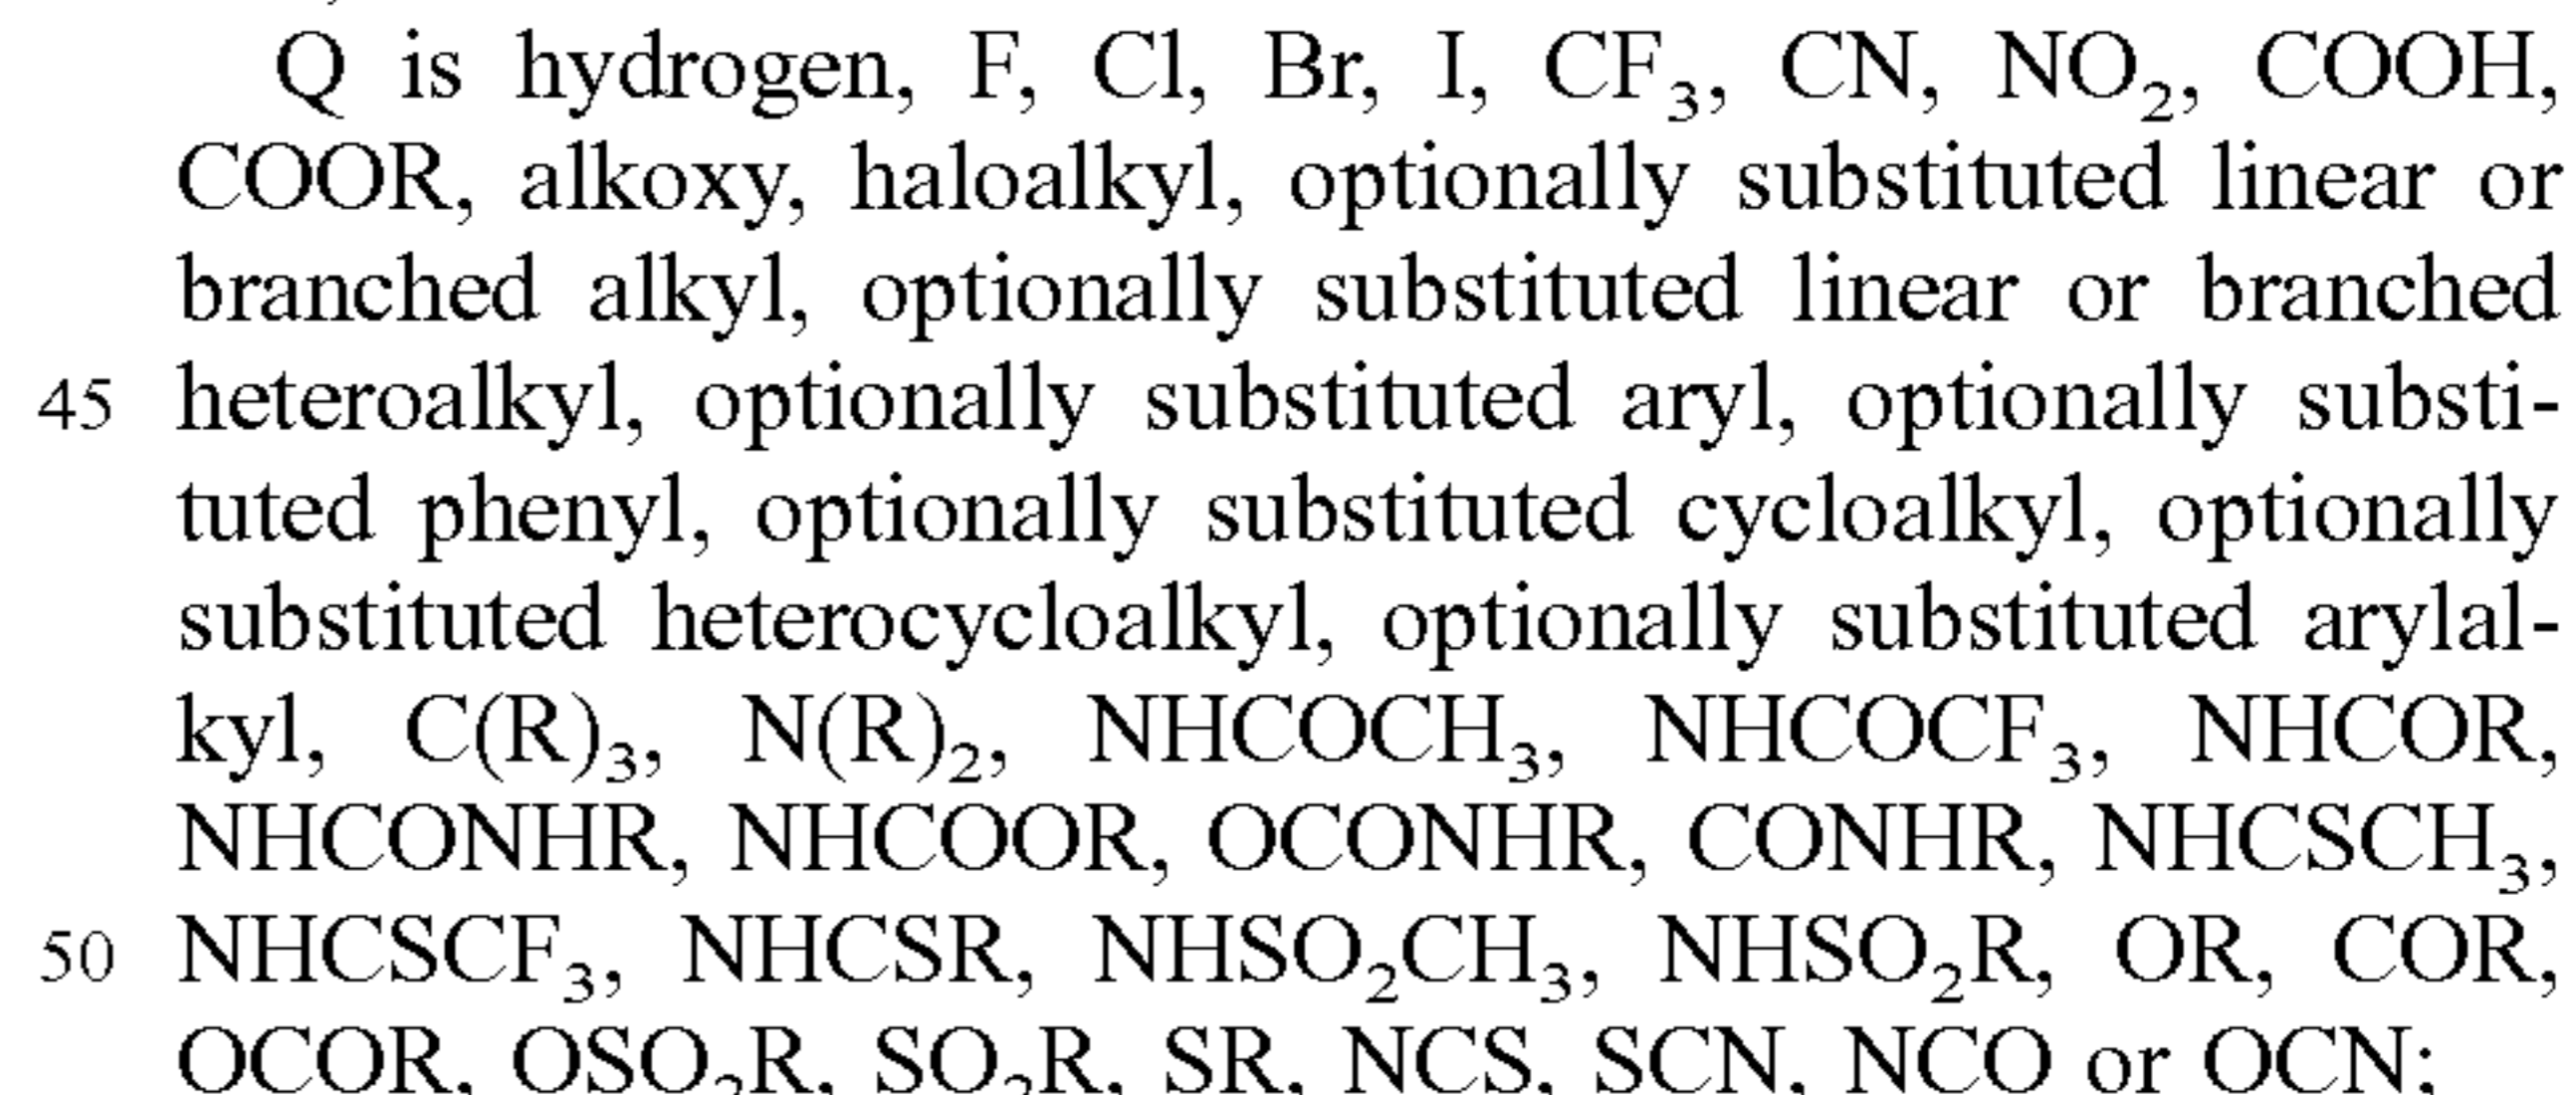 Q is hydrogen, F, Cl, Br, I, CF₃, CN, NO₂, COOH,
COOR, alkoxy, haloalkyl, optionally substituted linear or
branched alkyl, optionally substituted linear or branched
45 heteroalkyl, optionally substituted aryl, optionally substi-
tuted phenyl, optionally substituted cycloalkyl, optionally
substituted heterocycloalkyl, optionally substituted arylal-
kyl, C(R)₃, N(R)₂, NHCOCH₃, NHCOCF₃, NHCOR,
NHCONHR, NHCOOR, OCONHR, CONHR, NHCSCH₃,
50 NHCSCF₃, NHCSR, NHSO₂CH₃, NHSO₂R, OR, COR,
OCOR, OSO₂R, SO₂R, SR, NCS, SCN, NCO or OCN;